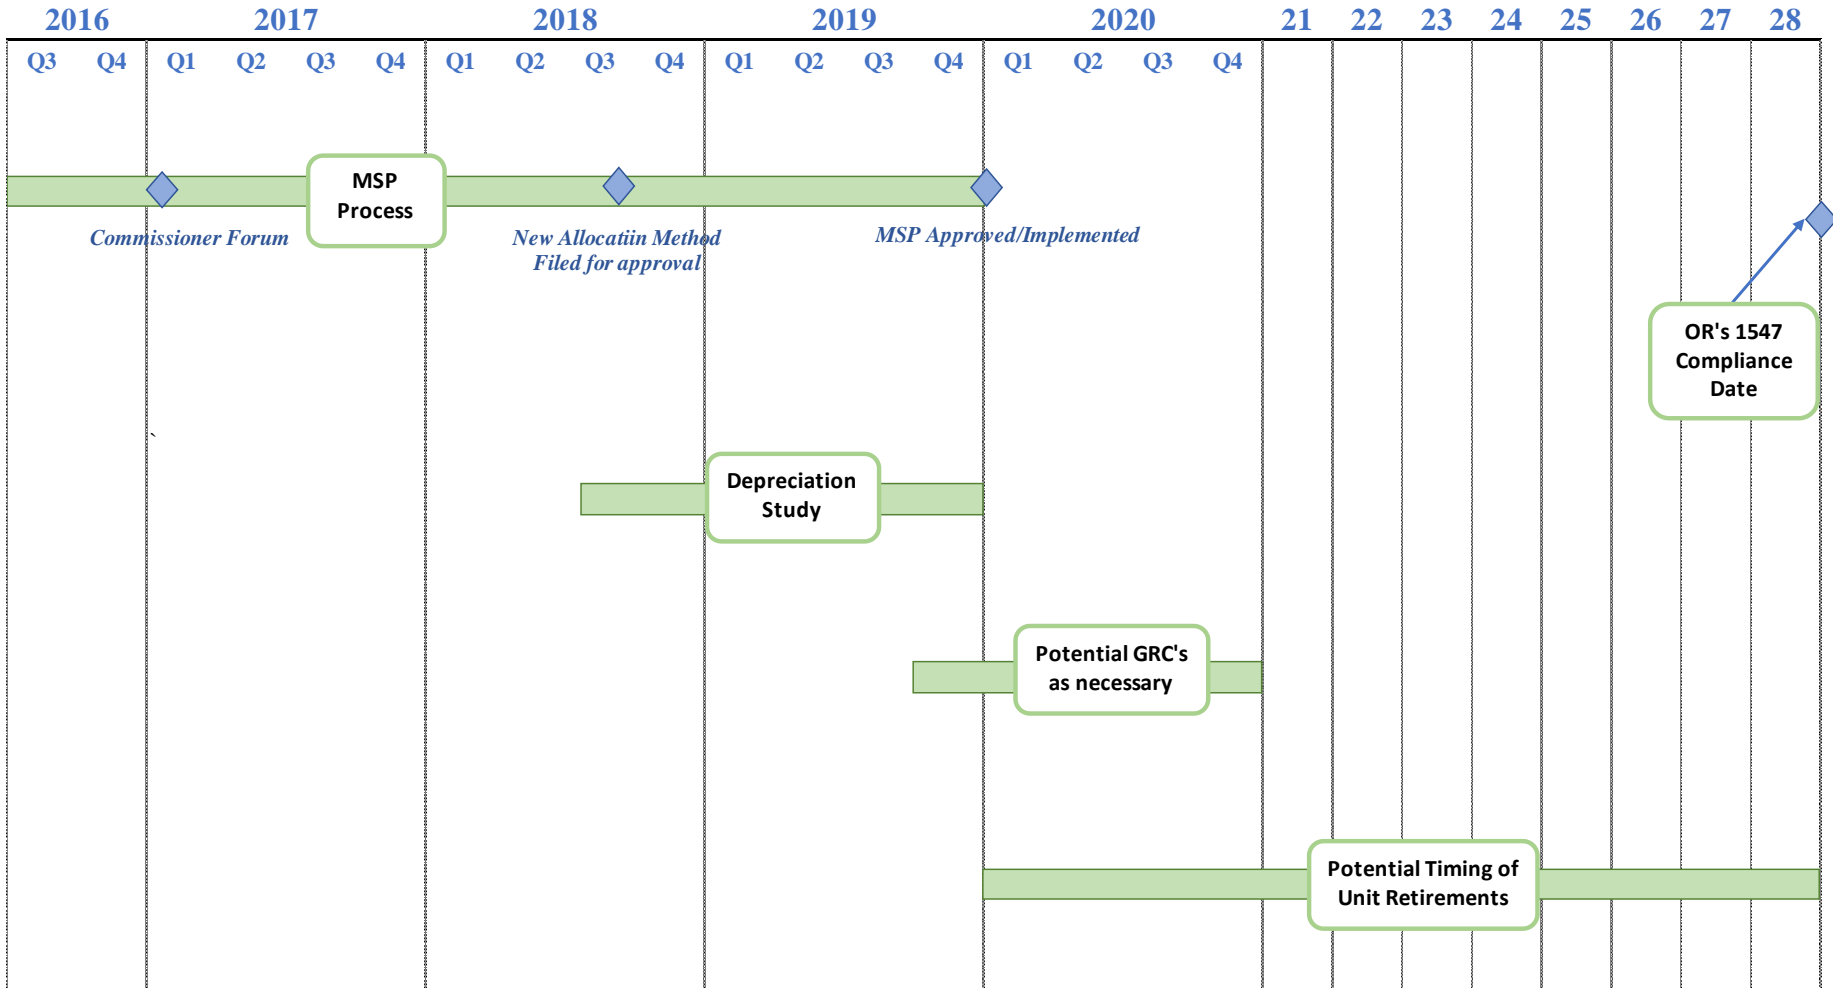 2016 2017 2018 2019 2020 21 22 23 24 25 26 27 28
Q3 Q4 Q1 Q2 Q3 Q4 Q1 Q2 Q3 Q4 Q1 Q2 Q3 Q4 Q1 Q2 Q3 Q4
MSP
Process
Commissioner Forum
New Allocatiin Method
Filed for approval
MSP Approved/Implemented
OR's 1547
Compliance
Date
`
Depreciation
Study
Potential GRC's
as necessary
Potential Timing of
Unit Retirements